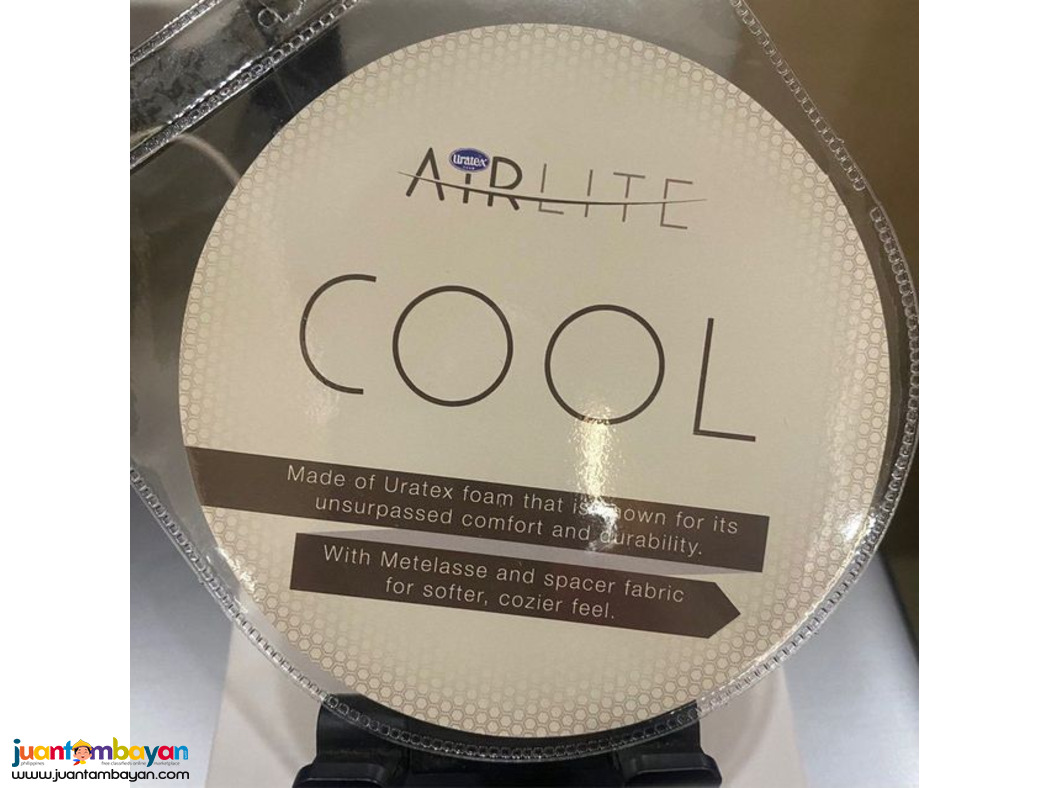 uratex
AIRLITE
COOL
Made of Uratex foam that is known for its
unsurpassed comfort and durability.
With Metelasse and spacer fabric
for softer, cozier feel.
juantambayan
www.juantambayan.com